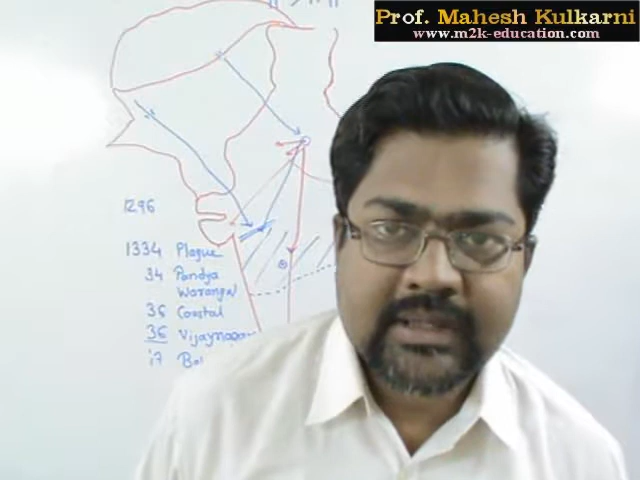 Prof. Mahesh Kulkarni
www.m2k-education.com
1296
1334 Plague
34 Pandya
Warangal
36 Coastal
36 Vijaynagar